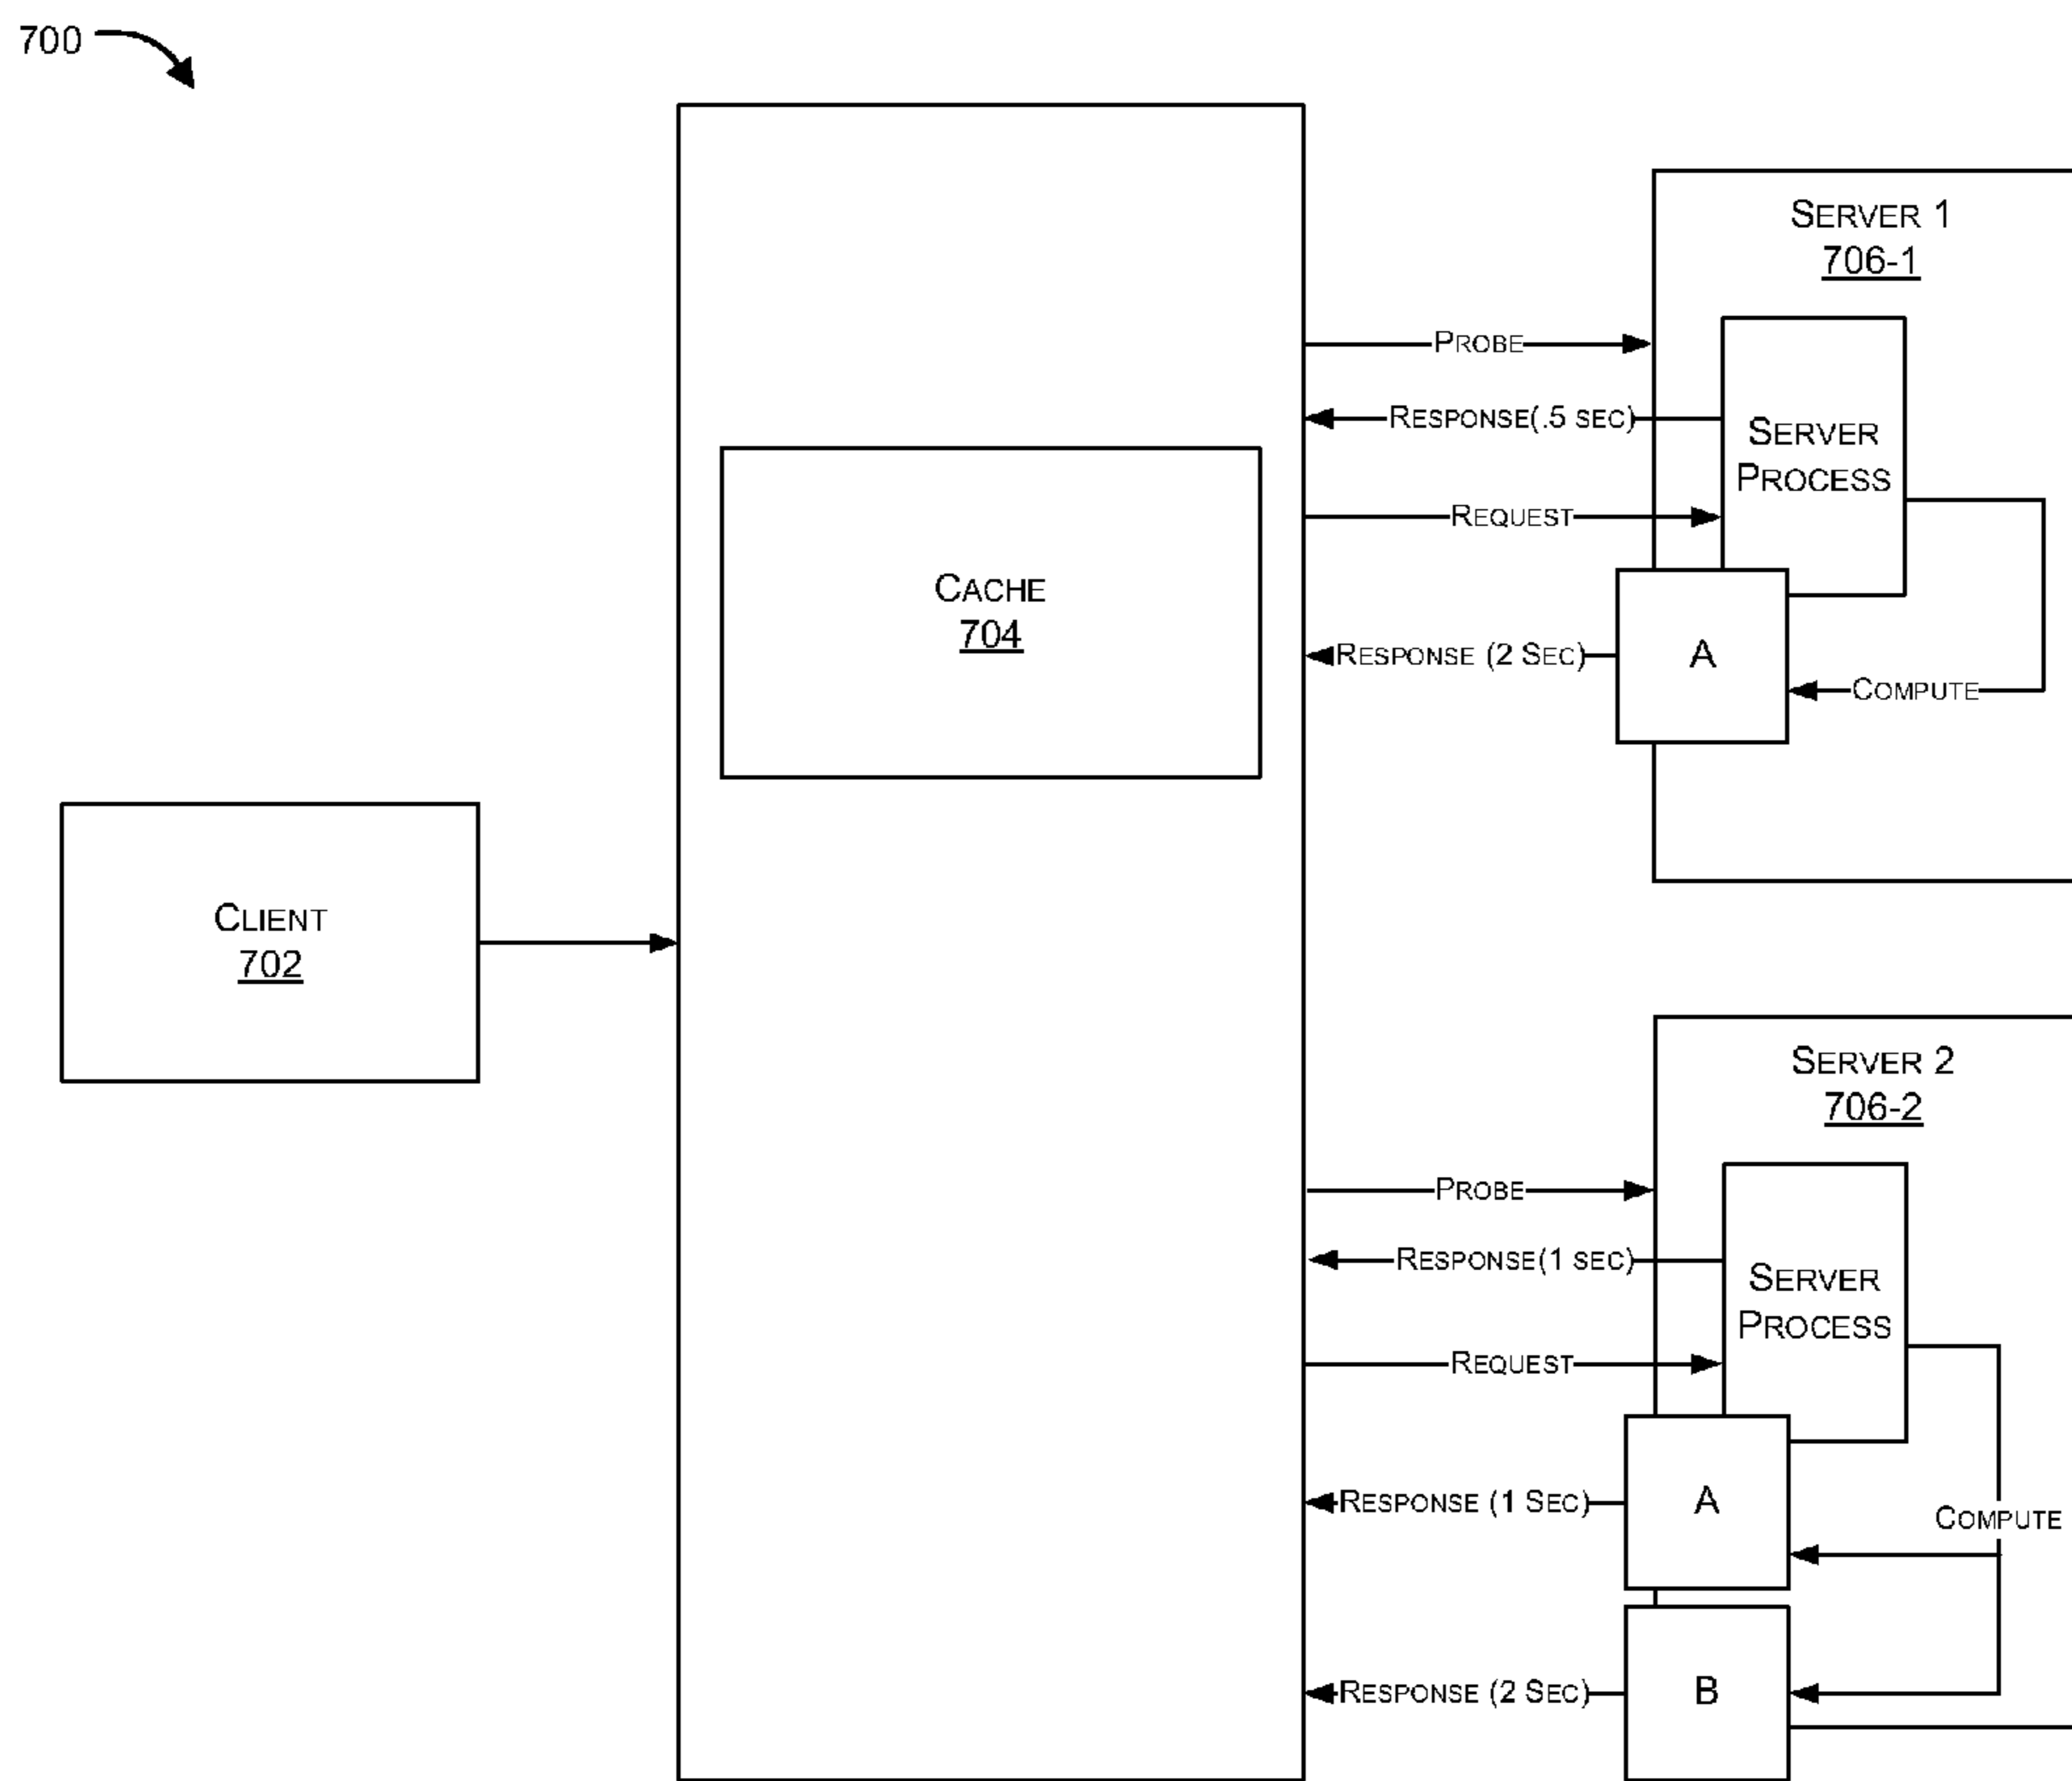 700
SERVER 1
706-1
PROBE
RESPONSE(.5 SEC)
SERVER
PROCESS
REQUEST
CACHE
704
RESPONSE (2 SEC)
A
COMPUTE
CLIENT
702
SERVER 2
706-2
PROBE
RESPONSE(1 SEC)
SERVER
PROCESS
REQUEST
RESPONSE (1 SEC)
A
COMPUTE
RESPONSE (2 SEC)
B